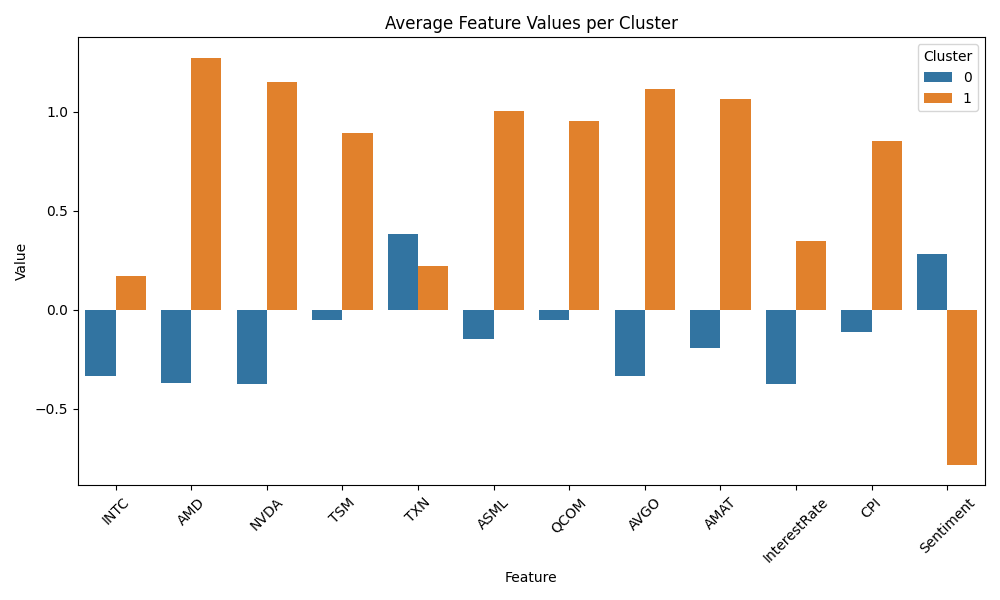 Average Feature Values per Cluster
Cluster
0
1
1.0
0.5
0.0
−0.5
Value
INTC
AMD
NVDA
TSM
TXN
ASML
QCOM
AVGO
AMAT
InterestRate
CPI
Sentiment
Feature